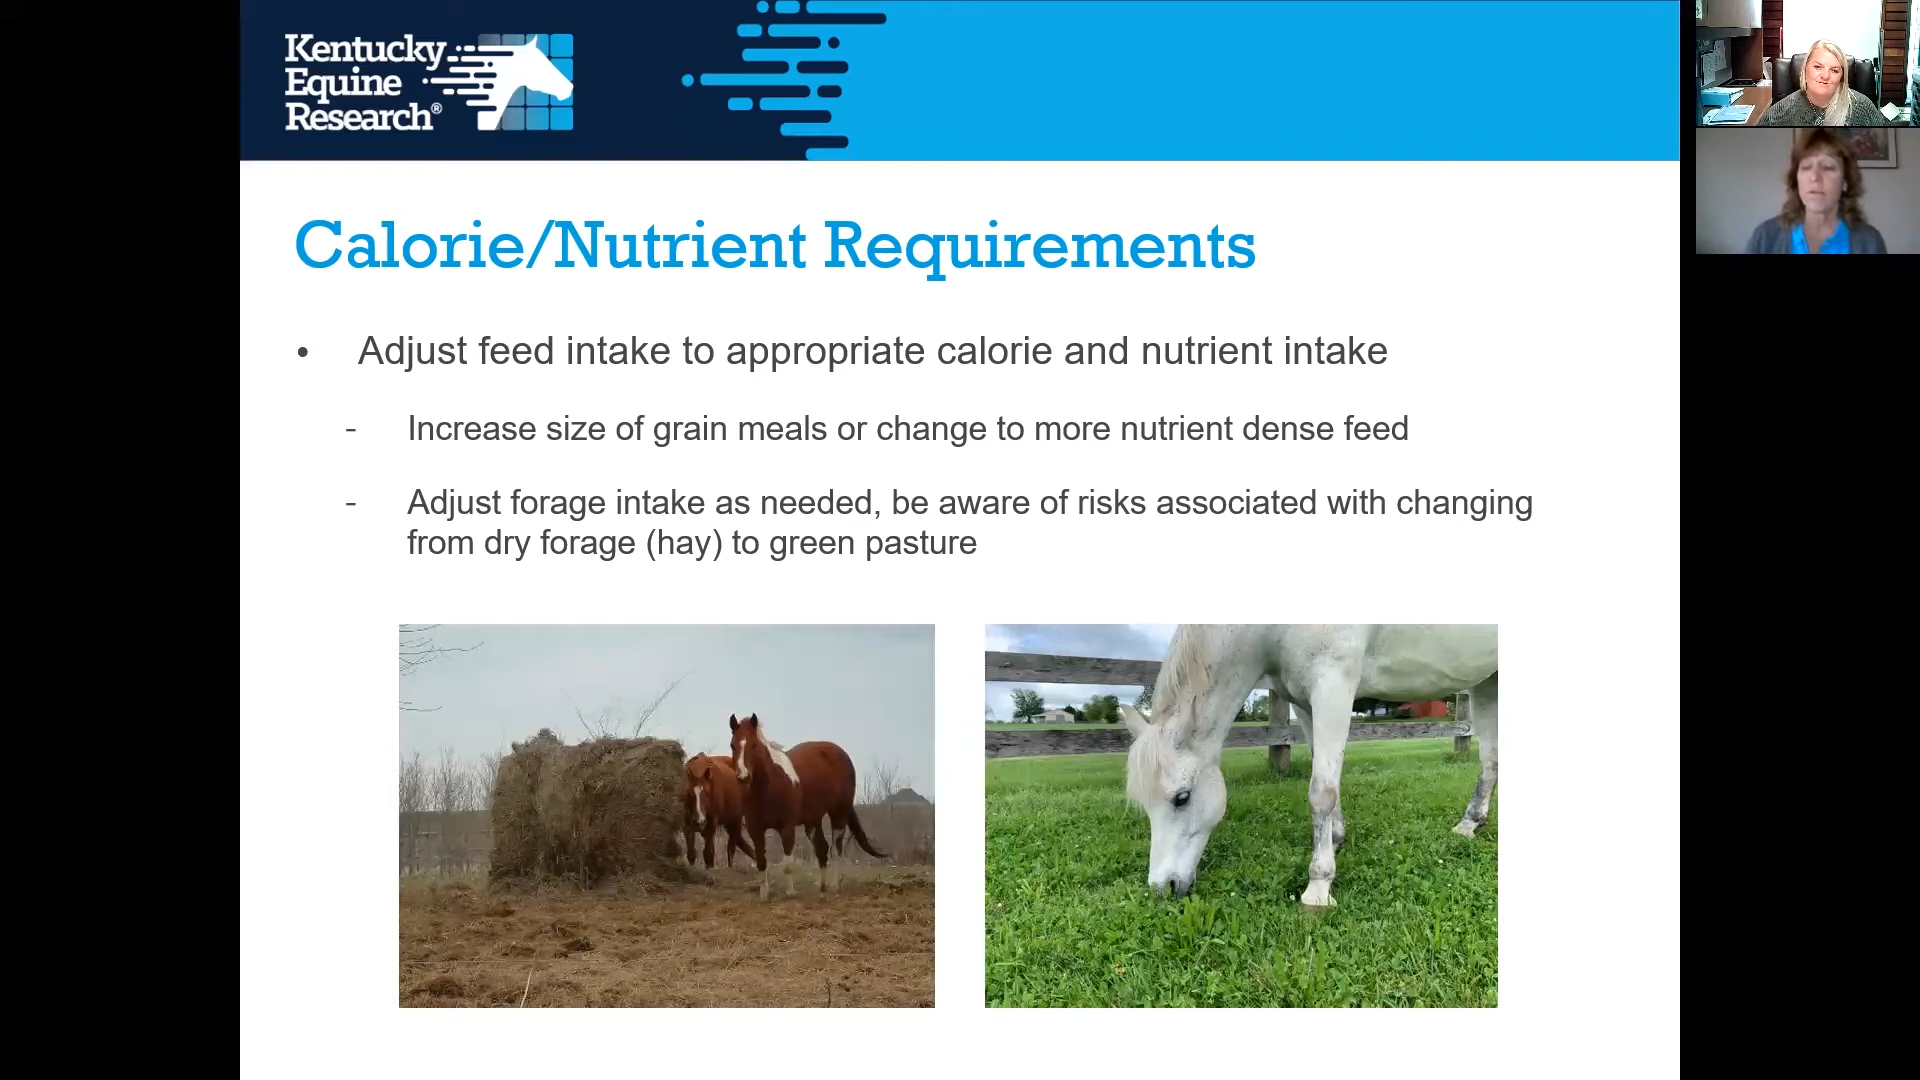 Kentucky
Equine
Research®
Calorie/Nutrient Requirements
• Adjust feed intake to appropriate calorie and nutrient intake
- Increase size of grain meals or change to more nutrient dense feed
- Adjust forage intake as needed, be aware of risks associated with changing
from dry forage (hay) to green pasture